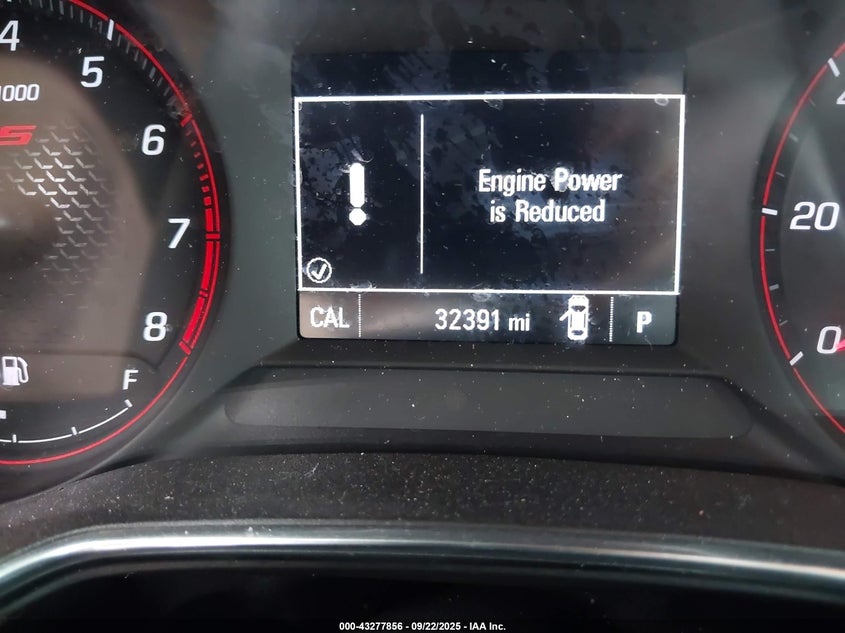 4
5
1000
6
7
8
F
S
Engine Power
is Reduced
CAL 32391 mi P
20
0
000-43277856 - 09/22/2025 - IAA Inc.